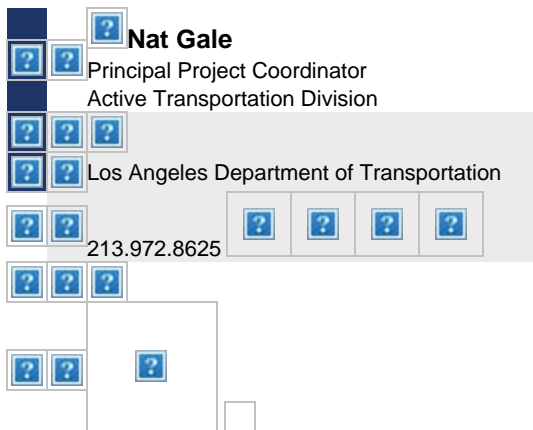 Nat Gale
Principal Project Coordinator
Active Transportation Division
Los Angeles Department of Transportation
213.972.8625